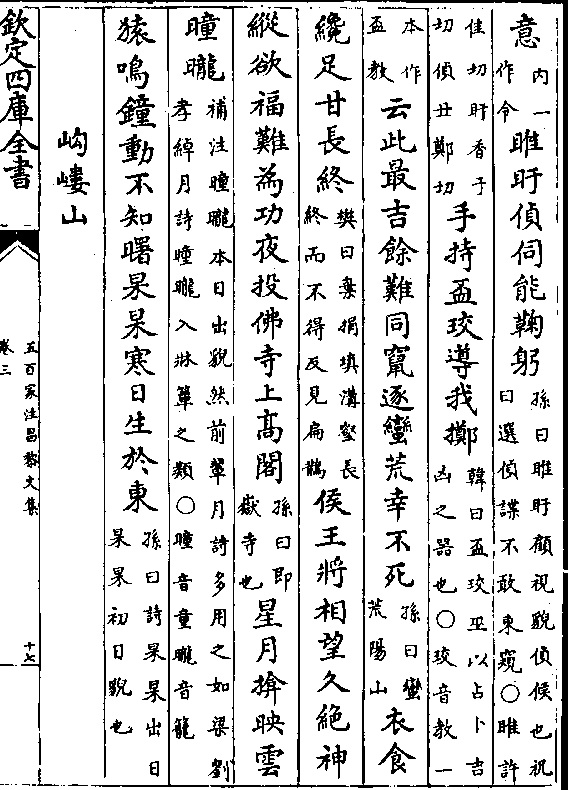 意内一作令睢盱偵伺能鞠躬孫曰睢盱顧視貌偵候也祝曰選偵諜不敢東窺○睢許
佳切盱香于切偵丑鄭切手持盃珓導我擲韓曰盃珓巫以占卜吉凶之器也○珓音教一
本作盃教云此最吉餘難同竄逐蠻荒幸不死孫曰蠻荒陽山衣食
纔足甘長終樊曰棄捐填溝壑長終而不得反見扁鵲侯王將相望久絶神
縱欲福難為功夜投佛寺上髙閣孫曰即嶽寺也星月揜映雲
曈曨補注曈曨本日出貌然前輩月詩多用之如梁劉孝綽月詩曈曨入牀簟之類○曈音童曨音籠
猿鳴鐘動不知曙杲杲寒日生於東孫曰詩杲杲出日杲杲初日貌也
岣嶁山
欽定四庫全書
五百家注昌黎文集
卷三
十七